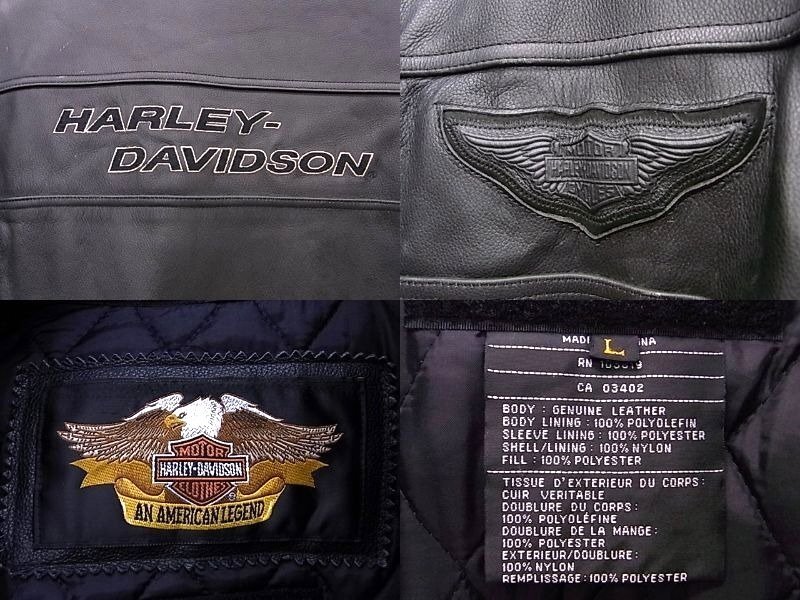 HARLEY-
DAVIDSON
MOTOR
HARLEY-DAVIDSON
MOTOR
HARLEY-DAVIDSON
CLOTHES
®
AN AMERICAN LEGEND
L
RN
CA 03402
BODY : GENUINE LEATHER
BODY LINING : 100% POLYOLEFIN
SLEEVE LINING : 100% POLYESTER
SHELL/LINING : 100% NYLON
FILL : 100% POLYESTER
TISSUE D'EXTERIEUR DU CORPS:
CUIR VERITABLE
DOUBLURE DU CORPS:
100% POLYOLÉFINE
DOUBLURE DE LA MANGE:
100% POLYESTER
EXTERIEUR/DOUBLURE:
100% NYLON
REMPLISSAGE: 100% POLYESTER